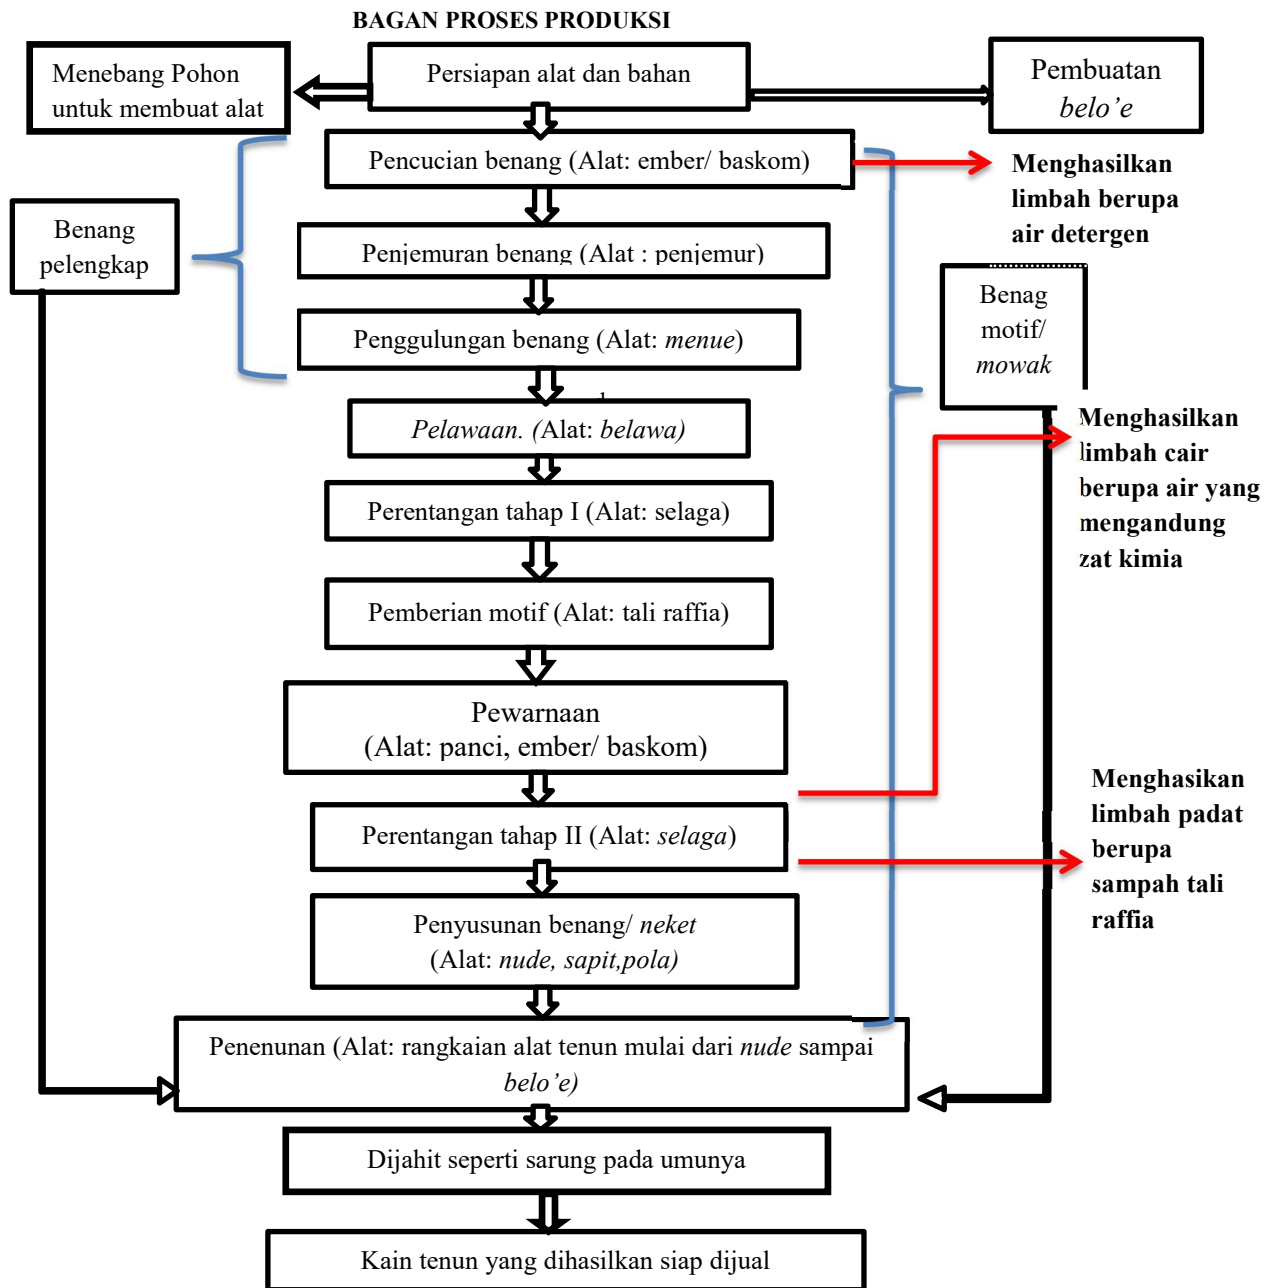 BAGAN PROSES PRODUKSI
Menebang Pohon
untuk membuat alat
Persiapan alat dan bahan
Pembuatan
belo’e
Pencucian benang (Alat: ember/ baskom)
Menghasilkan
limbah berupa
air detergen
Benang
pelengkap
Penjemuran benang (Alat : penjemur)
Benag
motif/
mowak
Penggulungan benang (Alat: menue)
Pelawaan. (Alat: belawa)
Menghasilkan
limbah cair
berupa air yang
mengandung
zat kimia
Perentangan tahap I (Alat: selaga)
Pemberian motif (Alat: tali raffia)
Pewarnaan
(Alat: panci, ember/ baskom)
Menghasikan
limbah padat
berupa
sampah tali
raffia
Perentangan tahap II (Alat: selaga)
Penyusunan benang/ neket
(Alat: nude, sapit,pola)
Penenunan (Alat: rangkaian alat tenun mulai dari nude sampai
belo’e)
Dijahit seperti sarung pada umunya
Kain tenun yang dihasilkan siap dijual